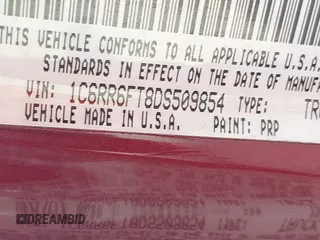 THIS VEHICLE CONFORMS TO ALL APPLICABLE U.S.A.
STANDARDS IN EFFECT ON THE DATE OF MANUFA
VIN: 1C6RR6FT8DS509854 TYPE: TR
VEHICLE MADE IN U.S.A. PAINT: PRP
DREAMBID